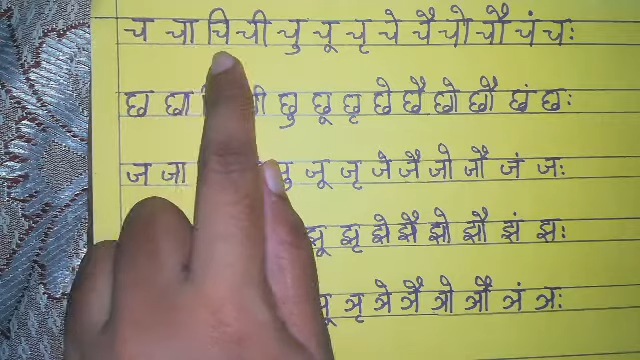 च चा चि ची चु चू चृ चे चै चो चौ चं चः
छ छा छु छू छृ छे छै छो छौ छं छः
ज जा जू जृ जे जै जो जौ जं जः
झृ झे झै झो झौ झं झः
ञृ ञे ञै ञो ञौ ञं ञः